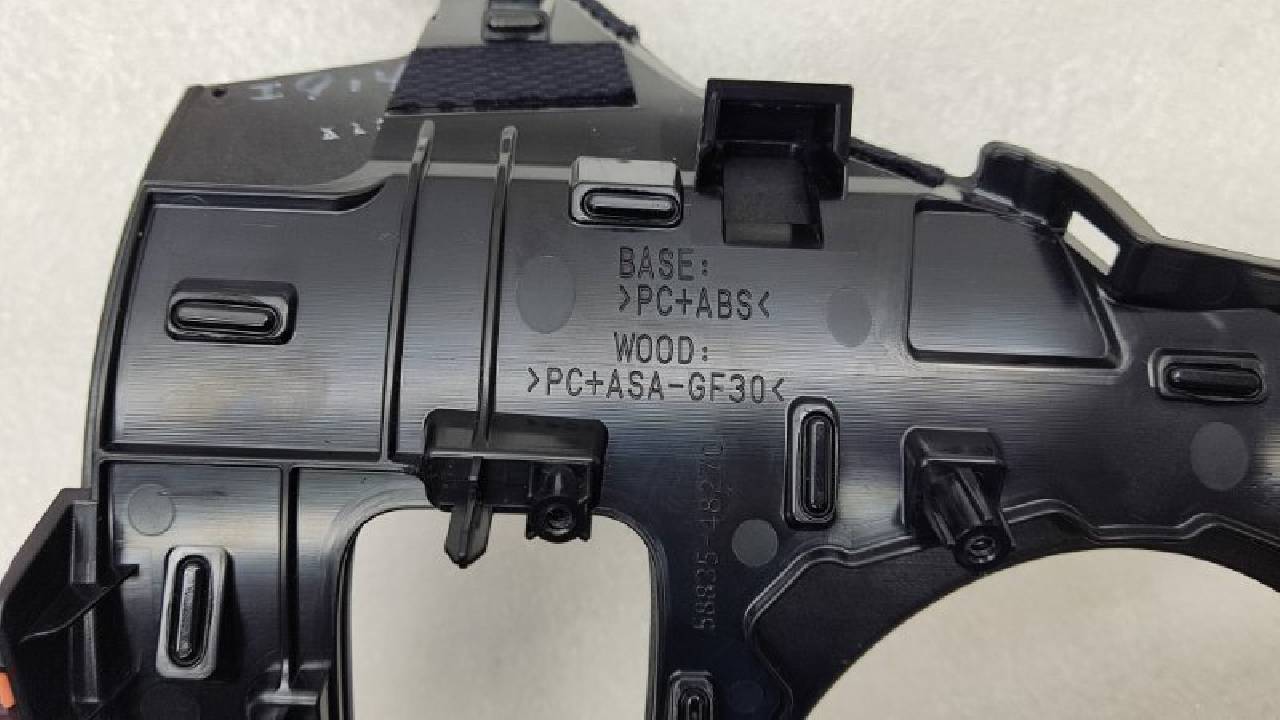 BASE:
>PC+ABS<
WOOD:
>PC+ASA-GF30<
58835-48270